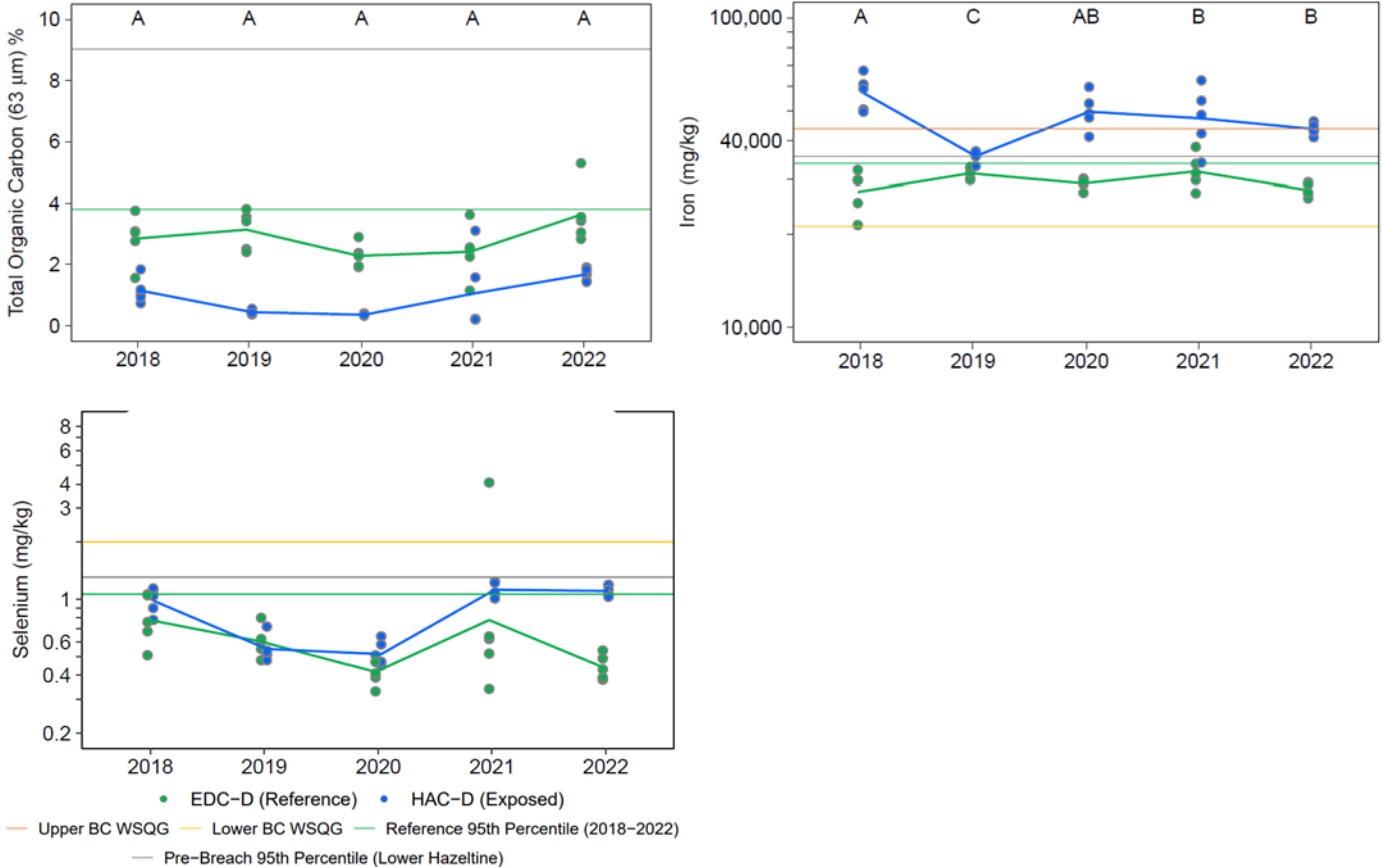 Total Organic Carbon (63 µm) %
10
8
6
4
2
0
A A A A A
2018 2019 2020 2021 2022
Iron (mg/kg)
100,000
40,000
10,000
A C AB B B
2018 2019 2020 2021 2022
Selenium (mg/kg)
8
6
4
3
1
0.6
0.4
0.2
2018 2019 2020 2021 2022
EDC−D (Reference) HAC−D (Exposed)
Upper BC WSQG Lower BC WSQG Reference 95th Percentile (2018−2022)
Pre−Breach 95th Percentile (Lower Hazeltine)